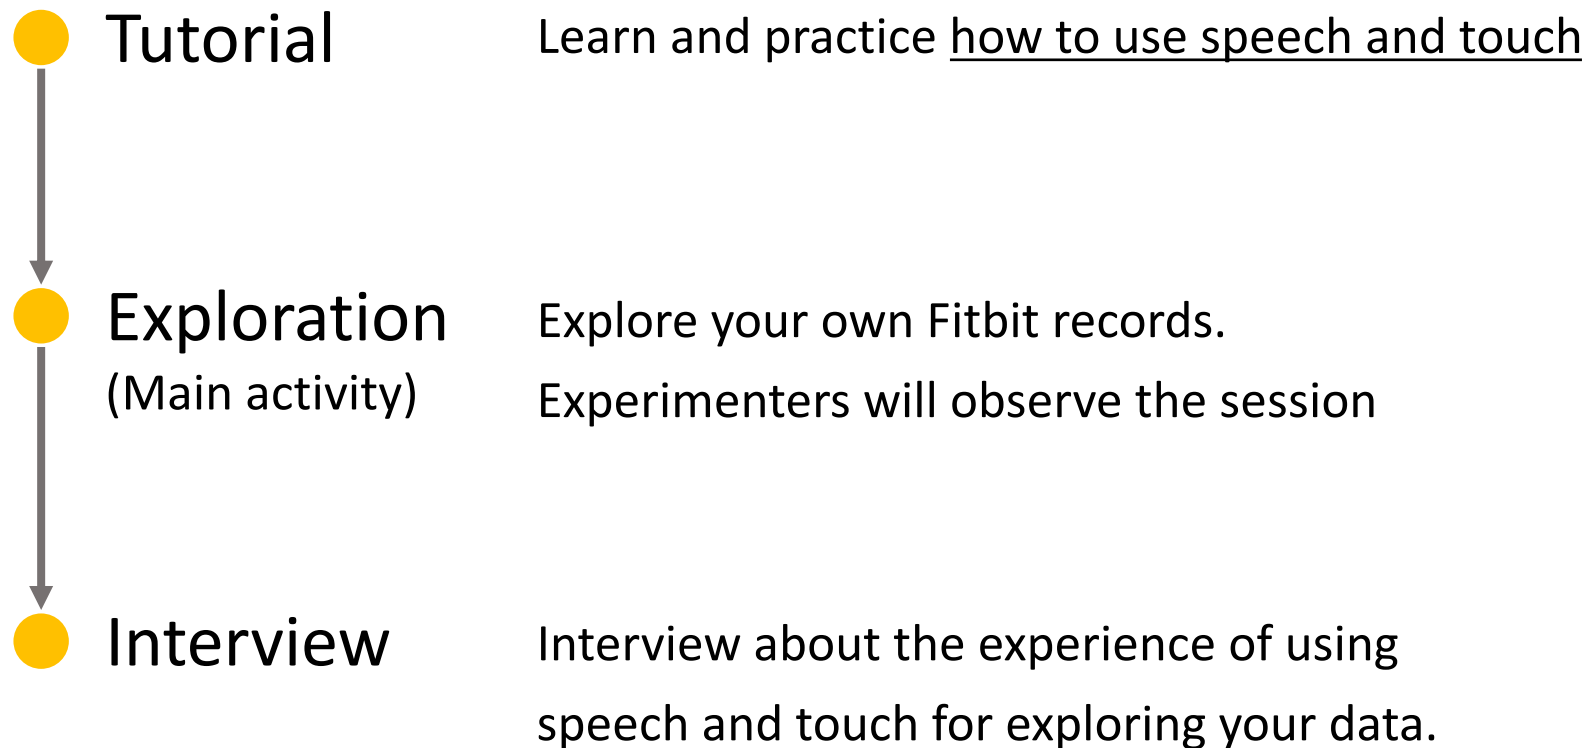 Tutorial
Learn and practice how to use speech and touch
Exploration
(Main activity)
Explore your own Fitbit records.
Experimenters will observe the session
Interview
Interview about the experience of using
speech and touch for exploring your data.